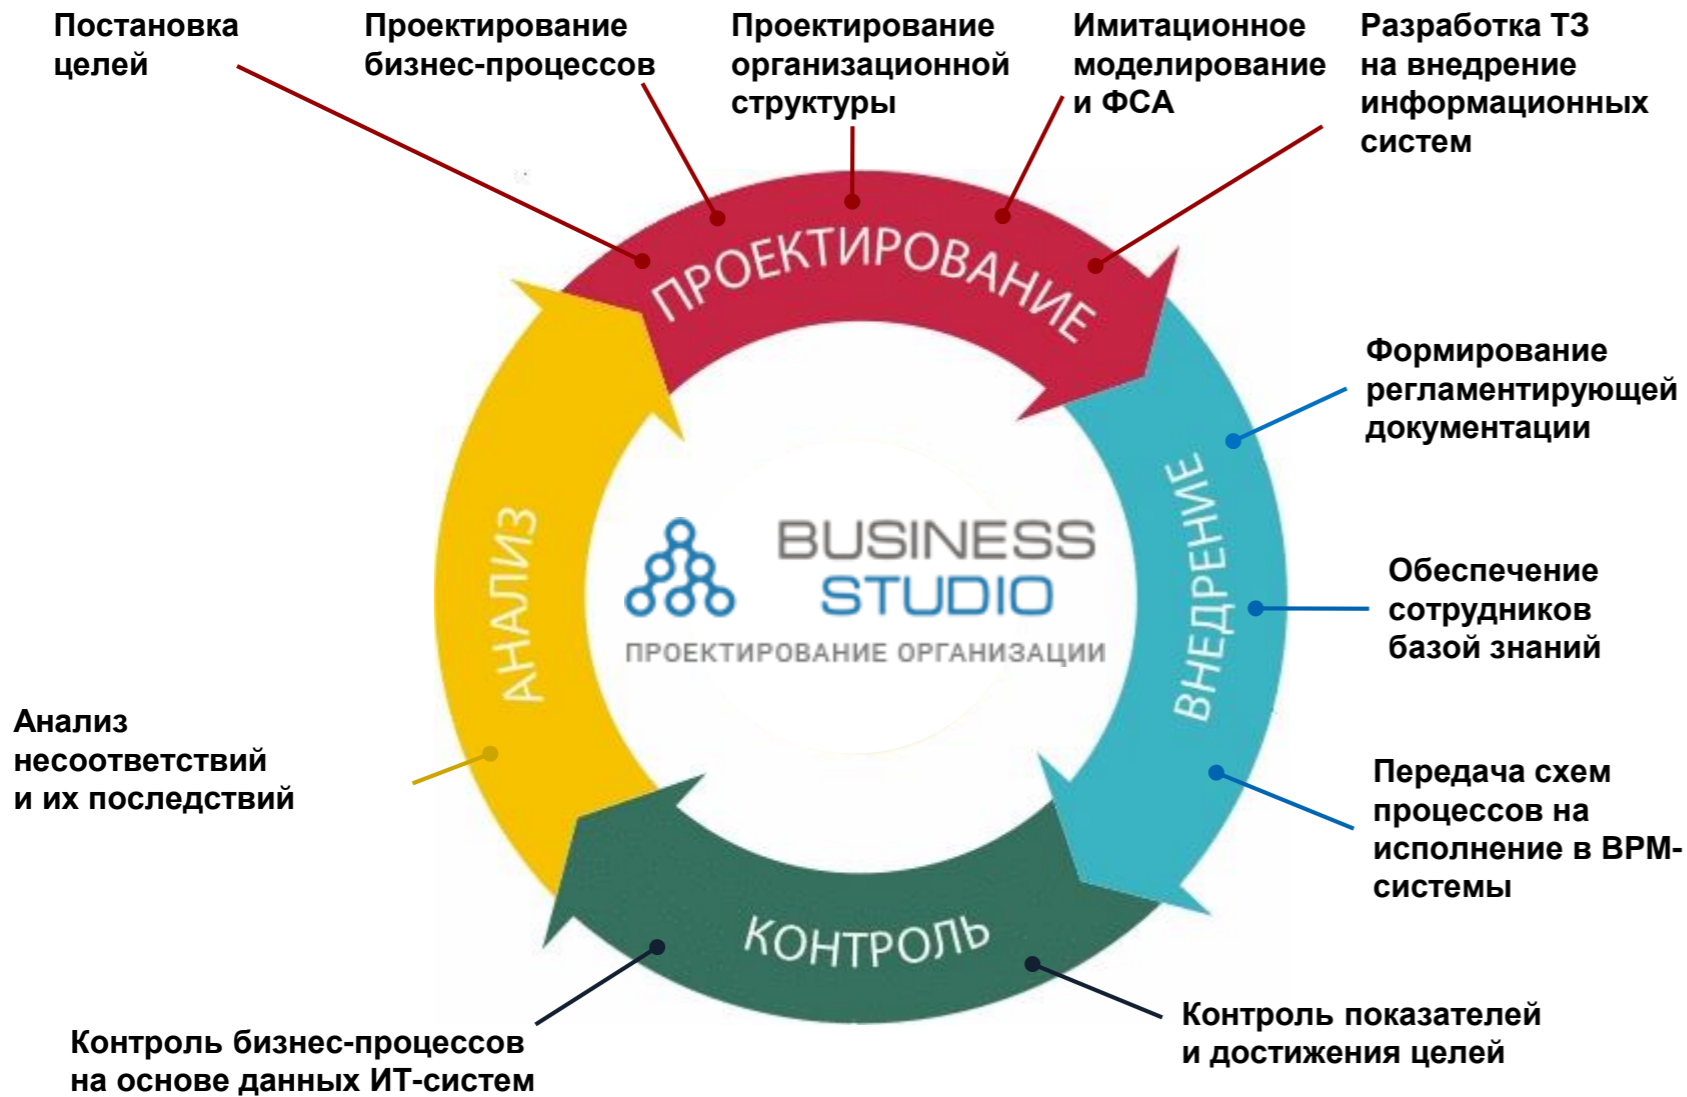 Постановка
целей
Проектирование
бизнес-процессов
Проектирование
организационной
структуры
Имитационное
моделирование
и ФСА
Разработка ТЗ
на внедрение
информационных
систем
ПРОЕКТИРОВАНИЕ
Формирование
регламентирующей
документации
ВНЕДРЕНИЕ
Обеспечение
сотрудников
базой знаний
Передача схем
процессов на
исполнение в BPM-
системы
КОНТРОЛЬ
Контроль показателей
и достижения целей
Контроль бизнес-процессов
на основе данных ИТ-систем
АНАЛИЗ
Анализ
несоответствий
и их последствий
BUSINESS
STUDIO
ПРОЕКТИРОВАНИЕ ОРГАНИЗАЦИИ